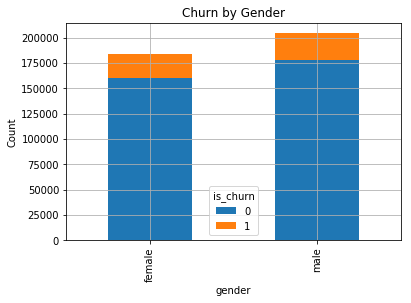 Churn by Gender
200000
175000
150000
125000
100000
75000
50000
25000
0
Count
is_churn
0
1
female
male
gender